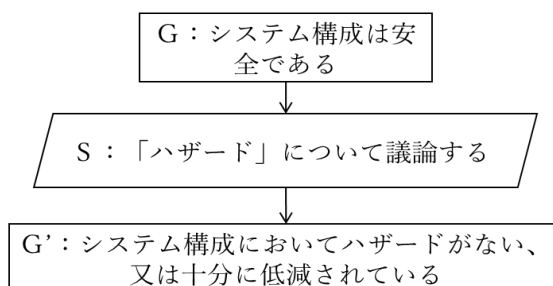 G：システム構成は安
全である
S：「ハザード」について議論する
G’：システム構成においてハザードがない、
又は十分に低減されている